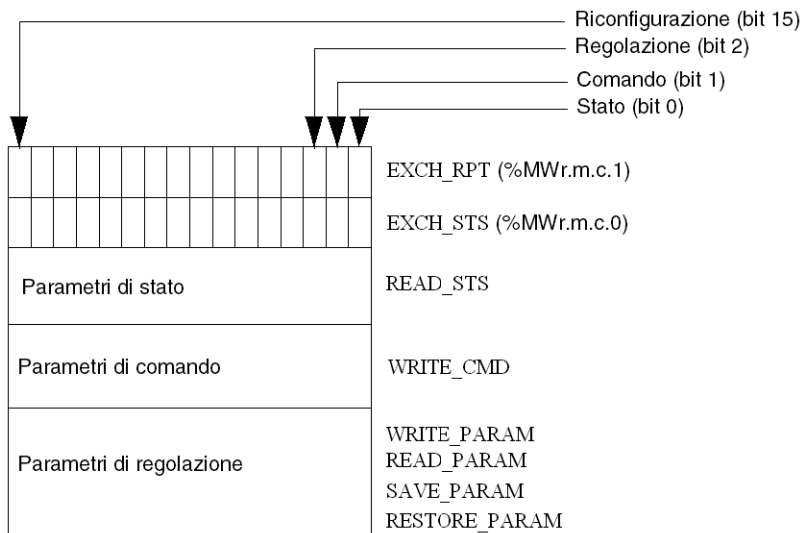 Riconfigurazione (bit 15)
Regolazione (bit 2)
Comando (bit 1)
Stato (bit 0)
EXCH_RPT (%MWr.m.c.1)
EXCH_STS (%MWr.m.c.0)
Parametri di stato READ_STS
Parametri di comando WRITE_CMD
WRITE_PARAM
Parametri di regolazione READ_PARAM
SAVE_PARAM
RESTORE_PARAM